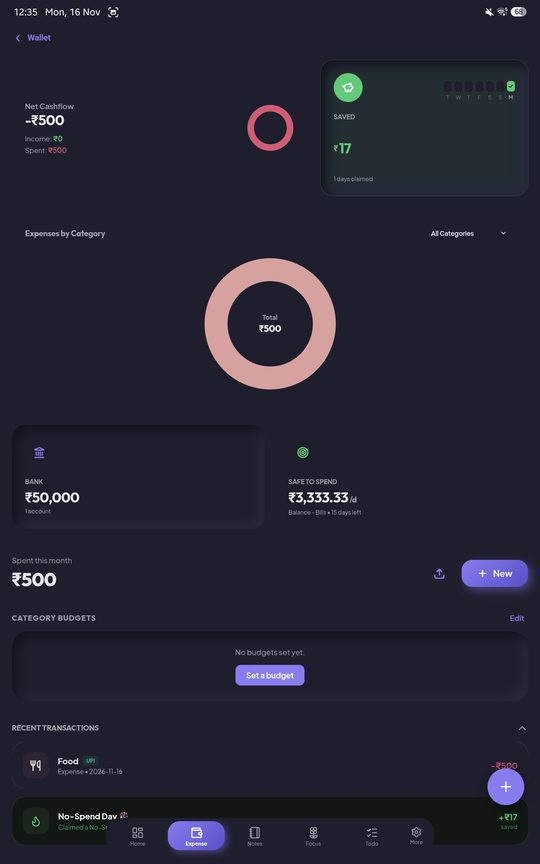 12:35 Mon, 16 Nov
68
Wallet
Net Cashflow
-₹500
Income: ₹0
Spent: ₹500
T W T F S S M
SAVED
₹17
1 days claimed
Expenses by Category
All Categories
Total
₹500
BANK
₹50,000
1 account
SAFE TO SPEND
₹3,333.33/d
Balance - Bills • 15 days left
Spent this month
₹500
+ New
CATEGORY BUDGETS
Edit
No budgets set yet.
Set a budget
RECENT TRANSACTIONS
Food UPI
-₹500
Expense • 2026-11-16
No-Spend Day
+₹17
Claimed a No-S
saved
Home
Expense
Notes
Focus
Todo
More